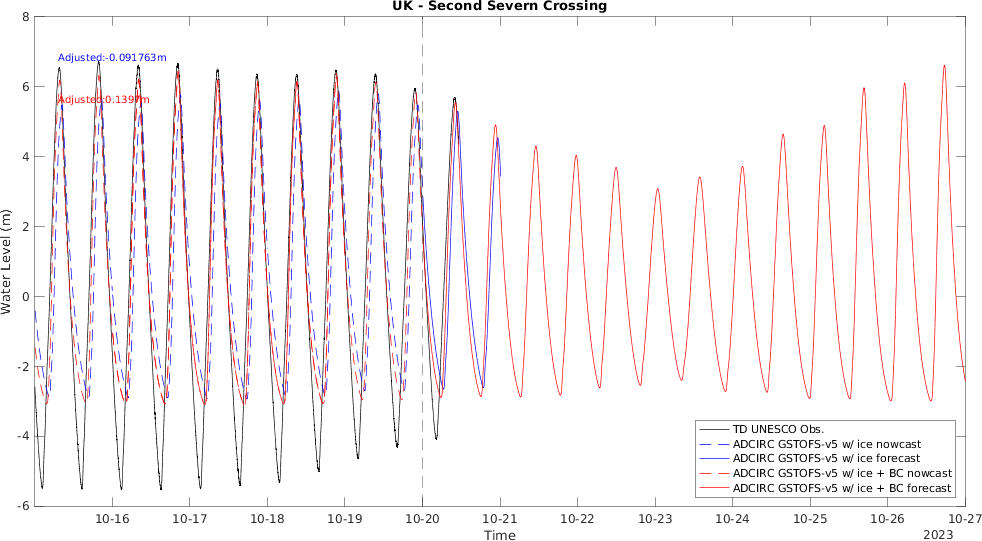 UK - Second Severn Crossing
8
6
4
2
0
-2
-4
-6
Water Level (m)
Adjusted:-0.091763m
Adjusted:0.1397m
TD UNESCO Obs.
ADCIRC GSTOFS-v5 w/ ice nowcast
ADCIRC GSTOFS-v5 w/ ice forecast
ADCIRC GSTOFS-v5 w/ ice + BC nowcast
ADCIRC GSTOFS-v5 w/ ice + BC forecast
10-16 10-17 10-18 10-19 10-20 10-21 10-22 10-23 10-24 10-25 10-26 10-27
Time
2023